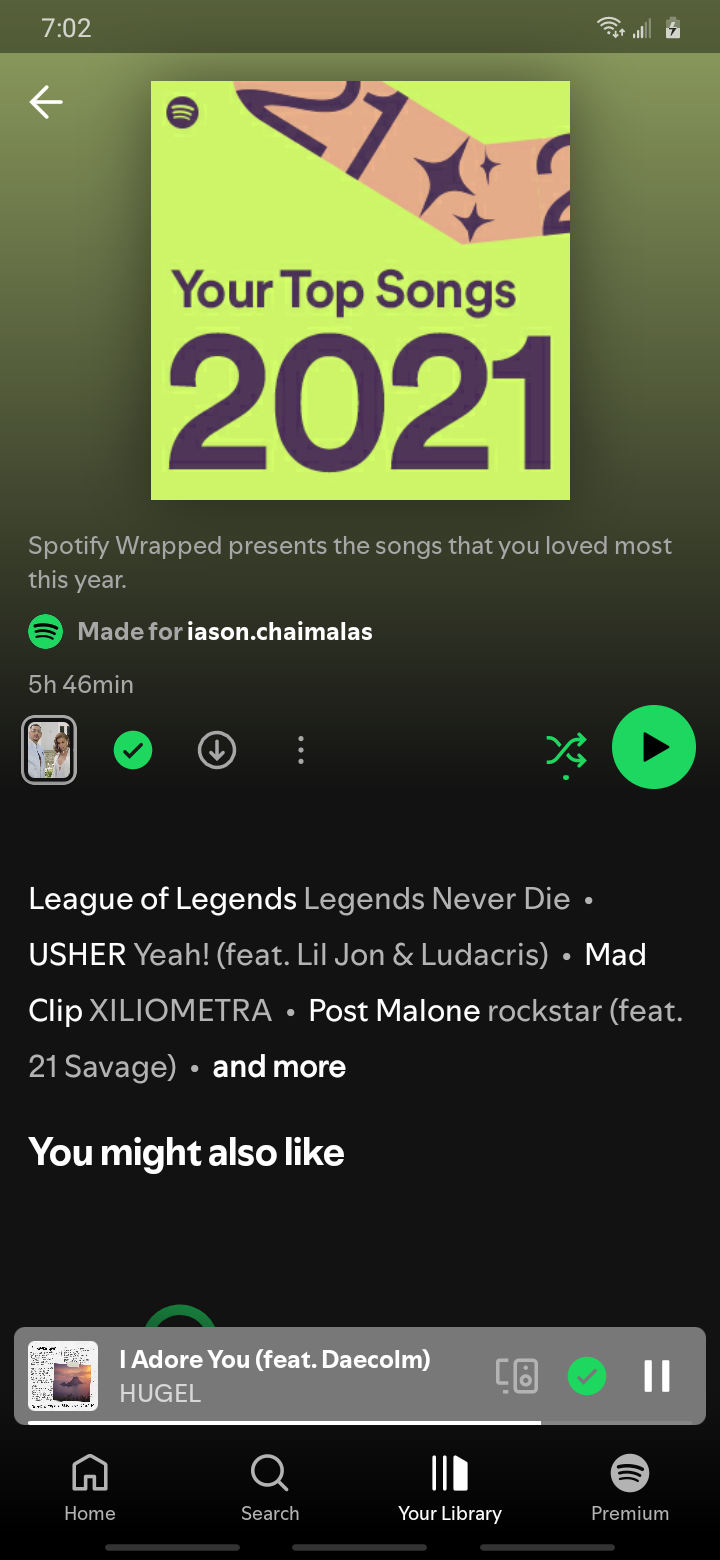 7:02
21
2
Your Top Songs
2021
Spotify Wrapped presents the songs that you loved most
this year.
Made for iason.chaimalas
5h 46min
League of Legends Legends Never Die •
USHER Yeah! (feat. Lil Jon & Ludacris) • Mad
Clip XILIOMETRA • Post Malone rockstar (feat.
21 Savage) • and more
You might also like
I Adore You (feat. Daecolm)
HUGEL
Home
Search
Your Library
Premium